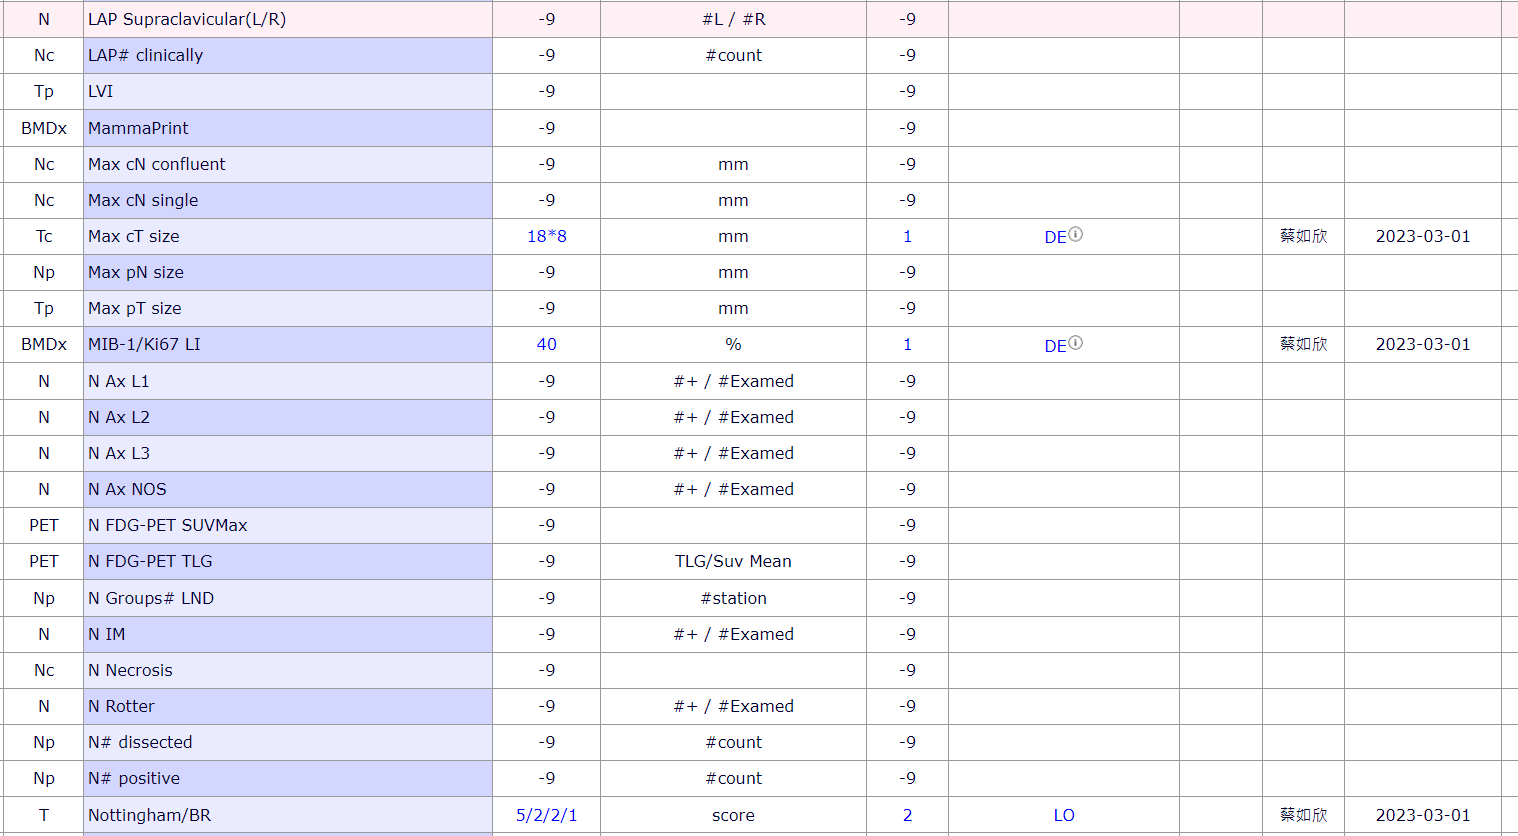 N LAP Supraclavicular(L/R) -9 #L / #R -9
Nc LAP# clinically -9 #count -9
Tp LVI -9 -9
BMDx MammaPrint -9 -9
Nc Max cN confluent -9 mm -9
Nc Max cN single -9 mm -9
Tc Max cT size 18*8 mm 1 DEⓘ 蔡如欣 2023-03-01
Np Max pN size -9 mm -9
Tp Max pT size -9 mm -9
BMDx MIB-1/Ki67 LI 40 % 1 DEⓘ 蔡如欣 2023-03-01
N N Ax L1 -9 #+ / #Examed -9
N N Ax L2 -9 #+ / #Examed -9
N N Ax L3 -9 #+ / #Examed -9
N N Ax NOS -9 #+ / #Examed -9
PET N FDG-PET SUVMax -9 -9
PET N FDG-PET TLG -9 TLG/Suv Mean -9
Np N Groups# LND -9 #station -9
N N IM -9 #+ / #Examed -9
Nc N Necrosis -9 -9
N N Rotter -9 #+ / #Examed -9
Np N# dissected -9 #count -9
Np N# positive -9 #count -9
T Nottingham/BR 5/2/2/1 score 2 LO 蔡如欣 2023-03-01